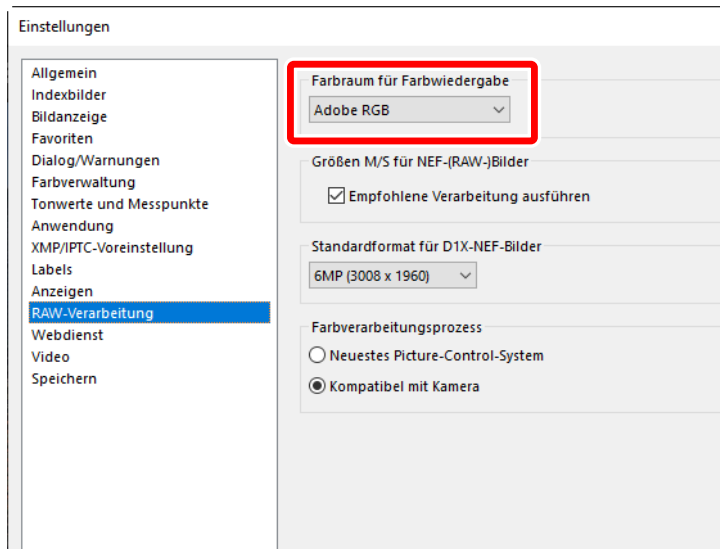 Einstellungen
Allgemein
Indexbilder
Bildanzeige
Favoriten
Dialog/Warnungen
Farbverwaltung
Tonwerte und Messpunkte
Anwendung
XMP/IPTC-Voreinstellung
Labels
Anzeigen
RAW-Verarbeitung
Webdienst
Video
Speichern
Farbraum für Farbwiedergabe
Adobe RGB
Größen M/S für NEF-(RAW-)Bilder
Empfohlene Verarbeitung ausführen
Standardformat für D1X-NEF-Bilder
6MP (3008 x 1960)
Farbverarbeitungsprozess
Neuestes Picture-Control-System
Kompatibel mit Kamera